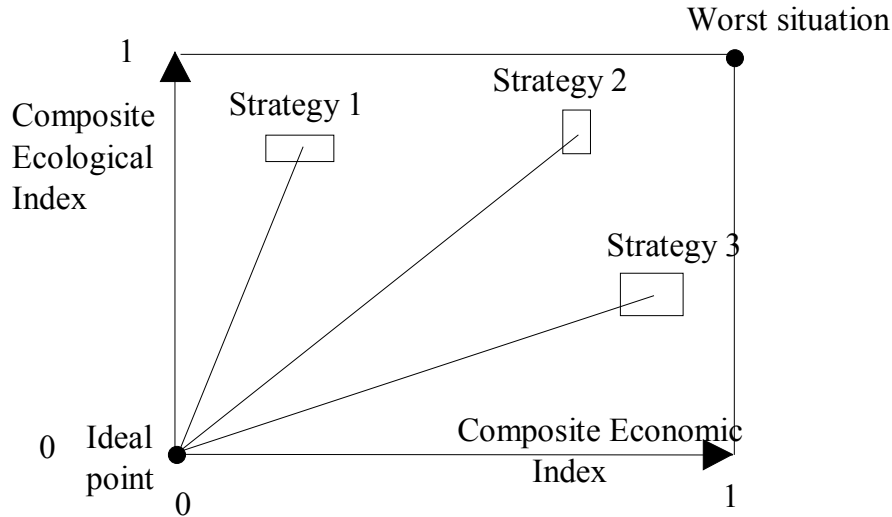 Worst situation
1
Strategy 2
Strategy 1
Composite
Ecological
Index
Strategy 3
0
Ideal
point
Composite Economic
Index
0
1